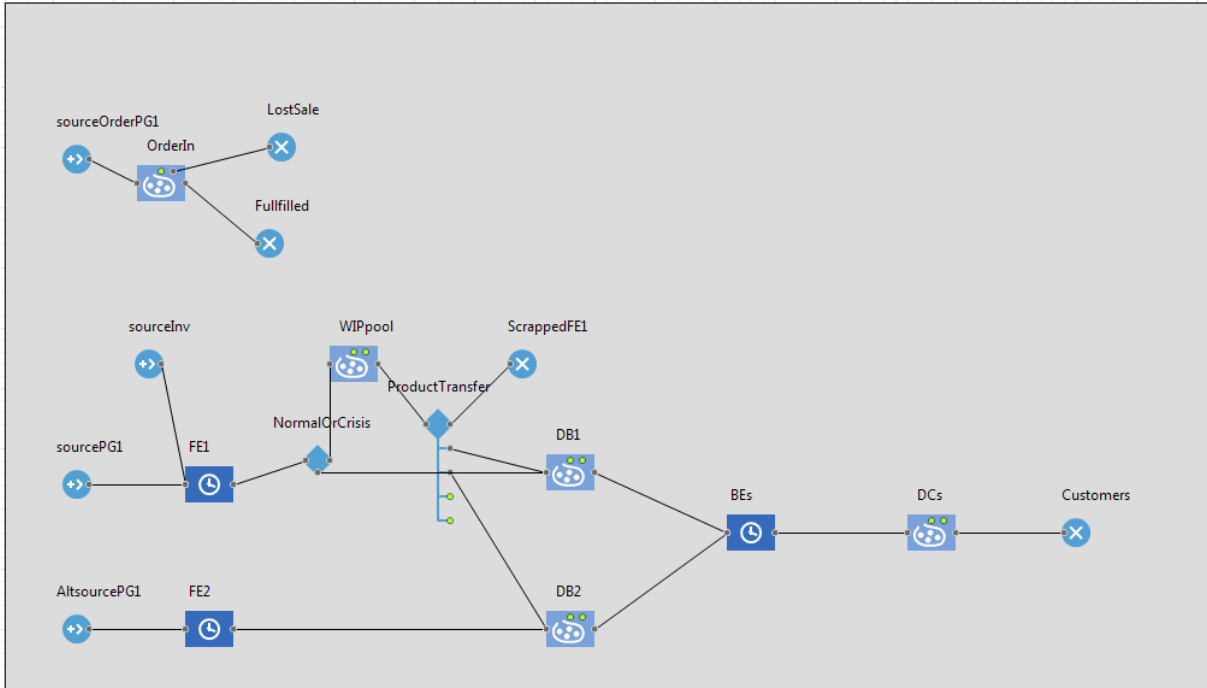 LostSale
sourceOrderPG1
OrderIn
Fullfilled
sourceInv
WIPpool
ScrappedFE1
ProductTransfer
NormalOrCrisis
sourcePG1
FE1
DB1
BEs
DCs
Customers
AltsourcePG1
FE2
DB2